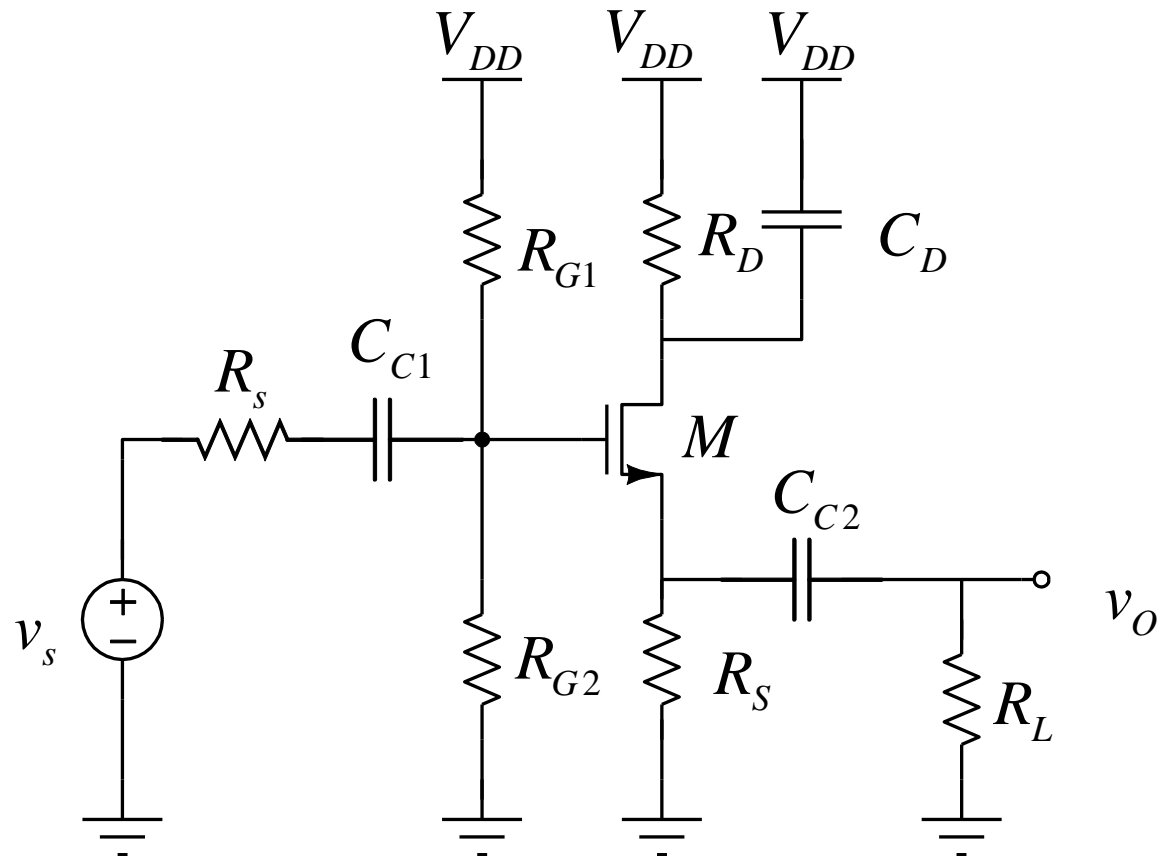 V_DD V_DD V_DD
R_G1 R_D C_D
C_C1
R_s
M
C_C2
+
−
v_s
v_O
R_G2 R_S R_L